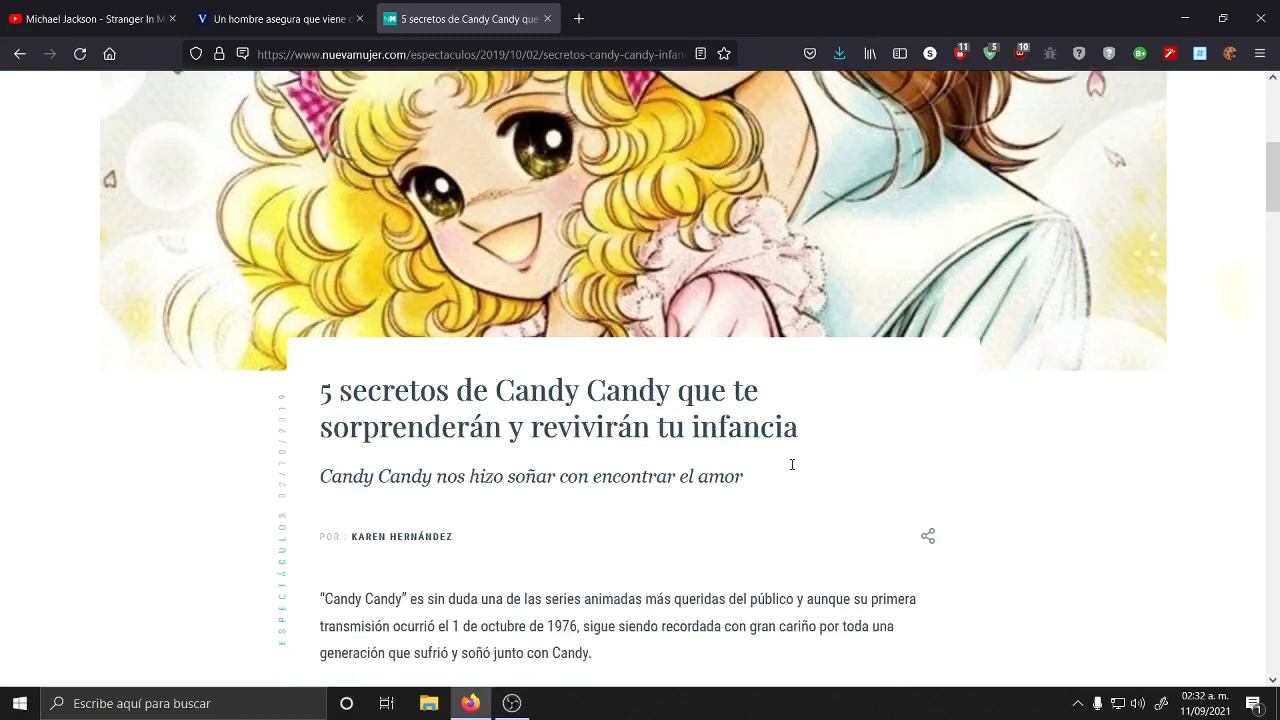 Michael Jackson - Stranger In M
Un hombre asegura que viene d
5 secretos de Candy Candy que
https://www.nuevamujer.com/espectaculos/2019/10/02/secretos-candy-candy-infan
11
5
10
5 secretos de Candy Candy que te
sorprenderán y revivirán tu infancia
Candy Candy nos hizo soñar con encontrar el amor
ESPECTÁCULOS 02/10/2019
POR : KAREN HERNÁNDEZ
“Candy Candy” es sin duda una de las series animadas más queridas del público y aunque su primera
transmisión ocurrió el 1 de octubre de 1976, sigue siendo recordada con gran cariño por toda una
generación que sufrió y soñó junto con Candy.
Escribe aquí para buscar
02:32 a. m.
11/09/2021